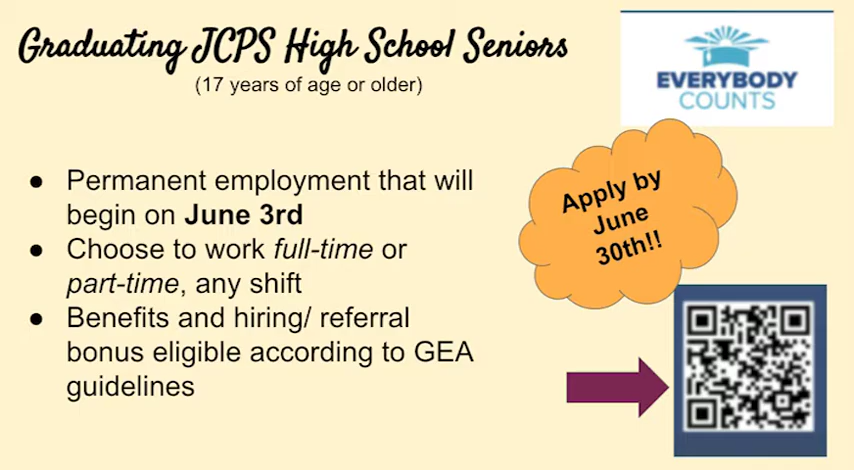 Graduating JCPS High School Seniors
(17 years of age or older)
EVERYBODY
COUNTS
● Permanent employment that will
begin on June 3rd
● Choose to work full-time or
part-time, any shift
● Benefits and hiring/ referral
bonus eligible according to GEA
guidelines
Apply by
June
30th!!